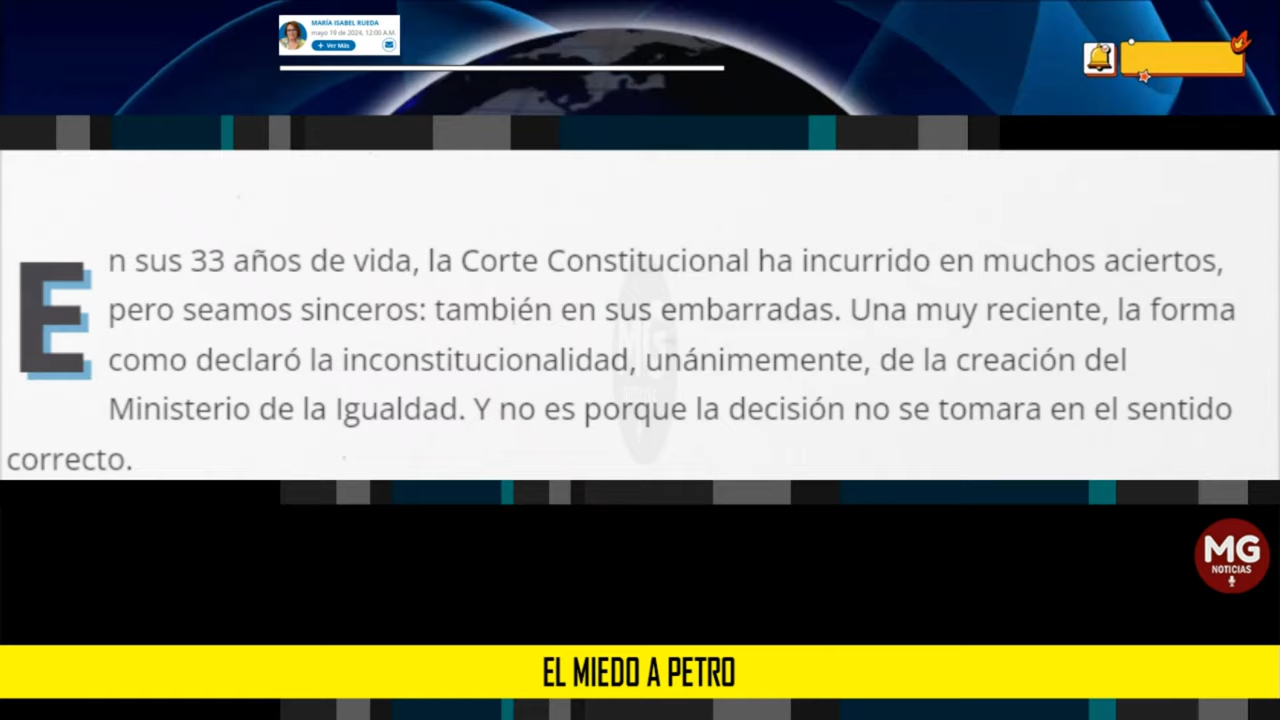 MARÍA ISABEL RUEDA
mayo 19 de 2024, 12:00 A.M.
+ Ver Más
En sus 33 años de vida, la Corte Constitucional ha incurrido en muchos aciertos,
pero seamos sinceros: también en sus embarradas. Una muy reciente, la forma
como declaró la inconstitucionalidad, unánimemente, de la creación del
Ministerio de la Igualdad. Y no es porque la decisión no se tomara en el sentido
correcto.
MG
NOTICIAS
EL MIEDO A PETRO